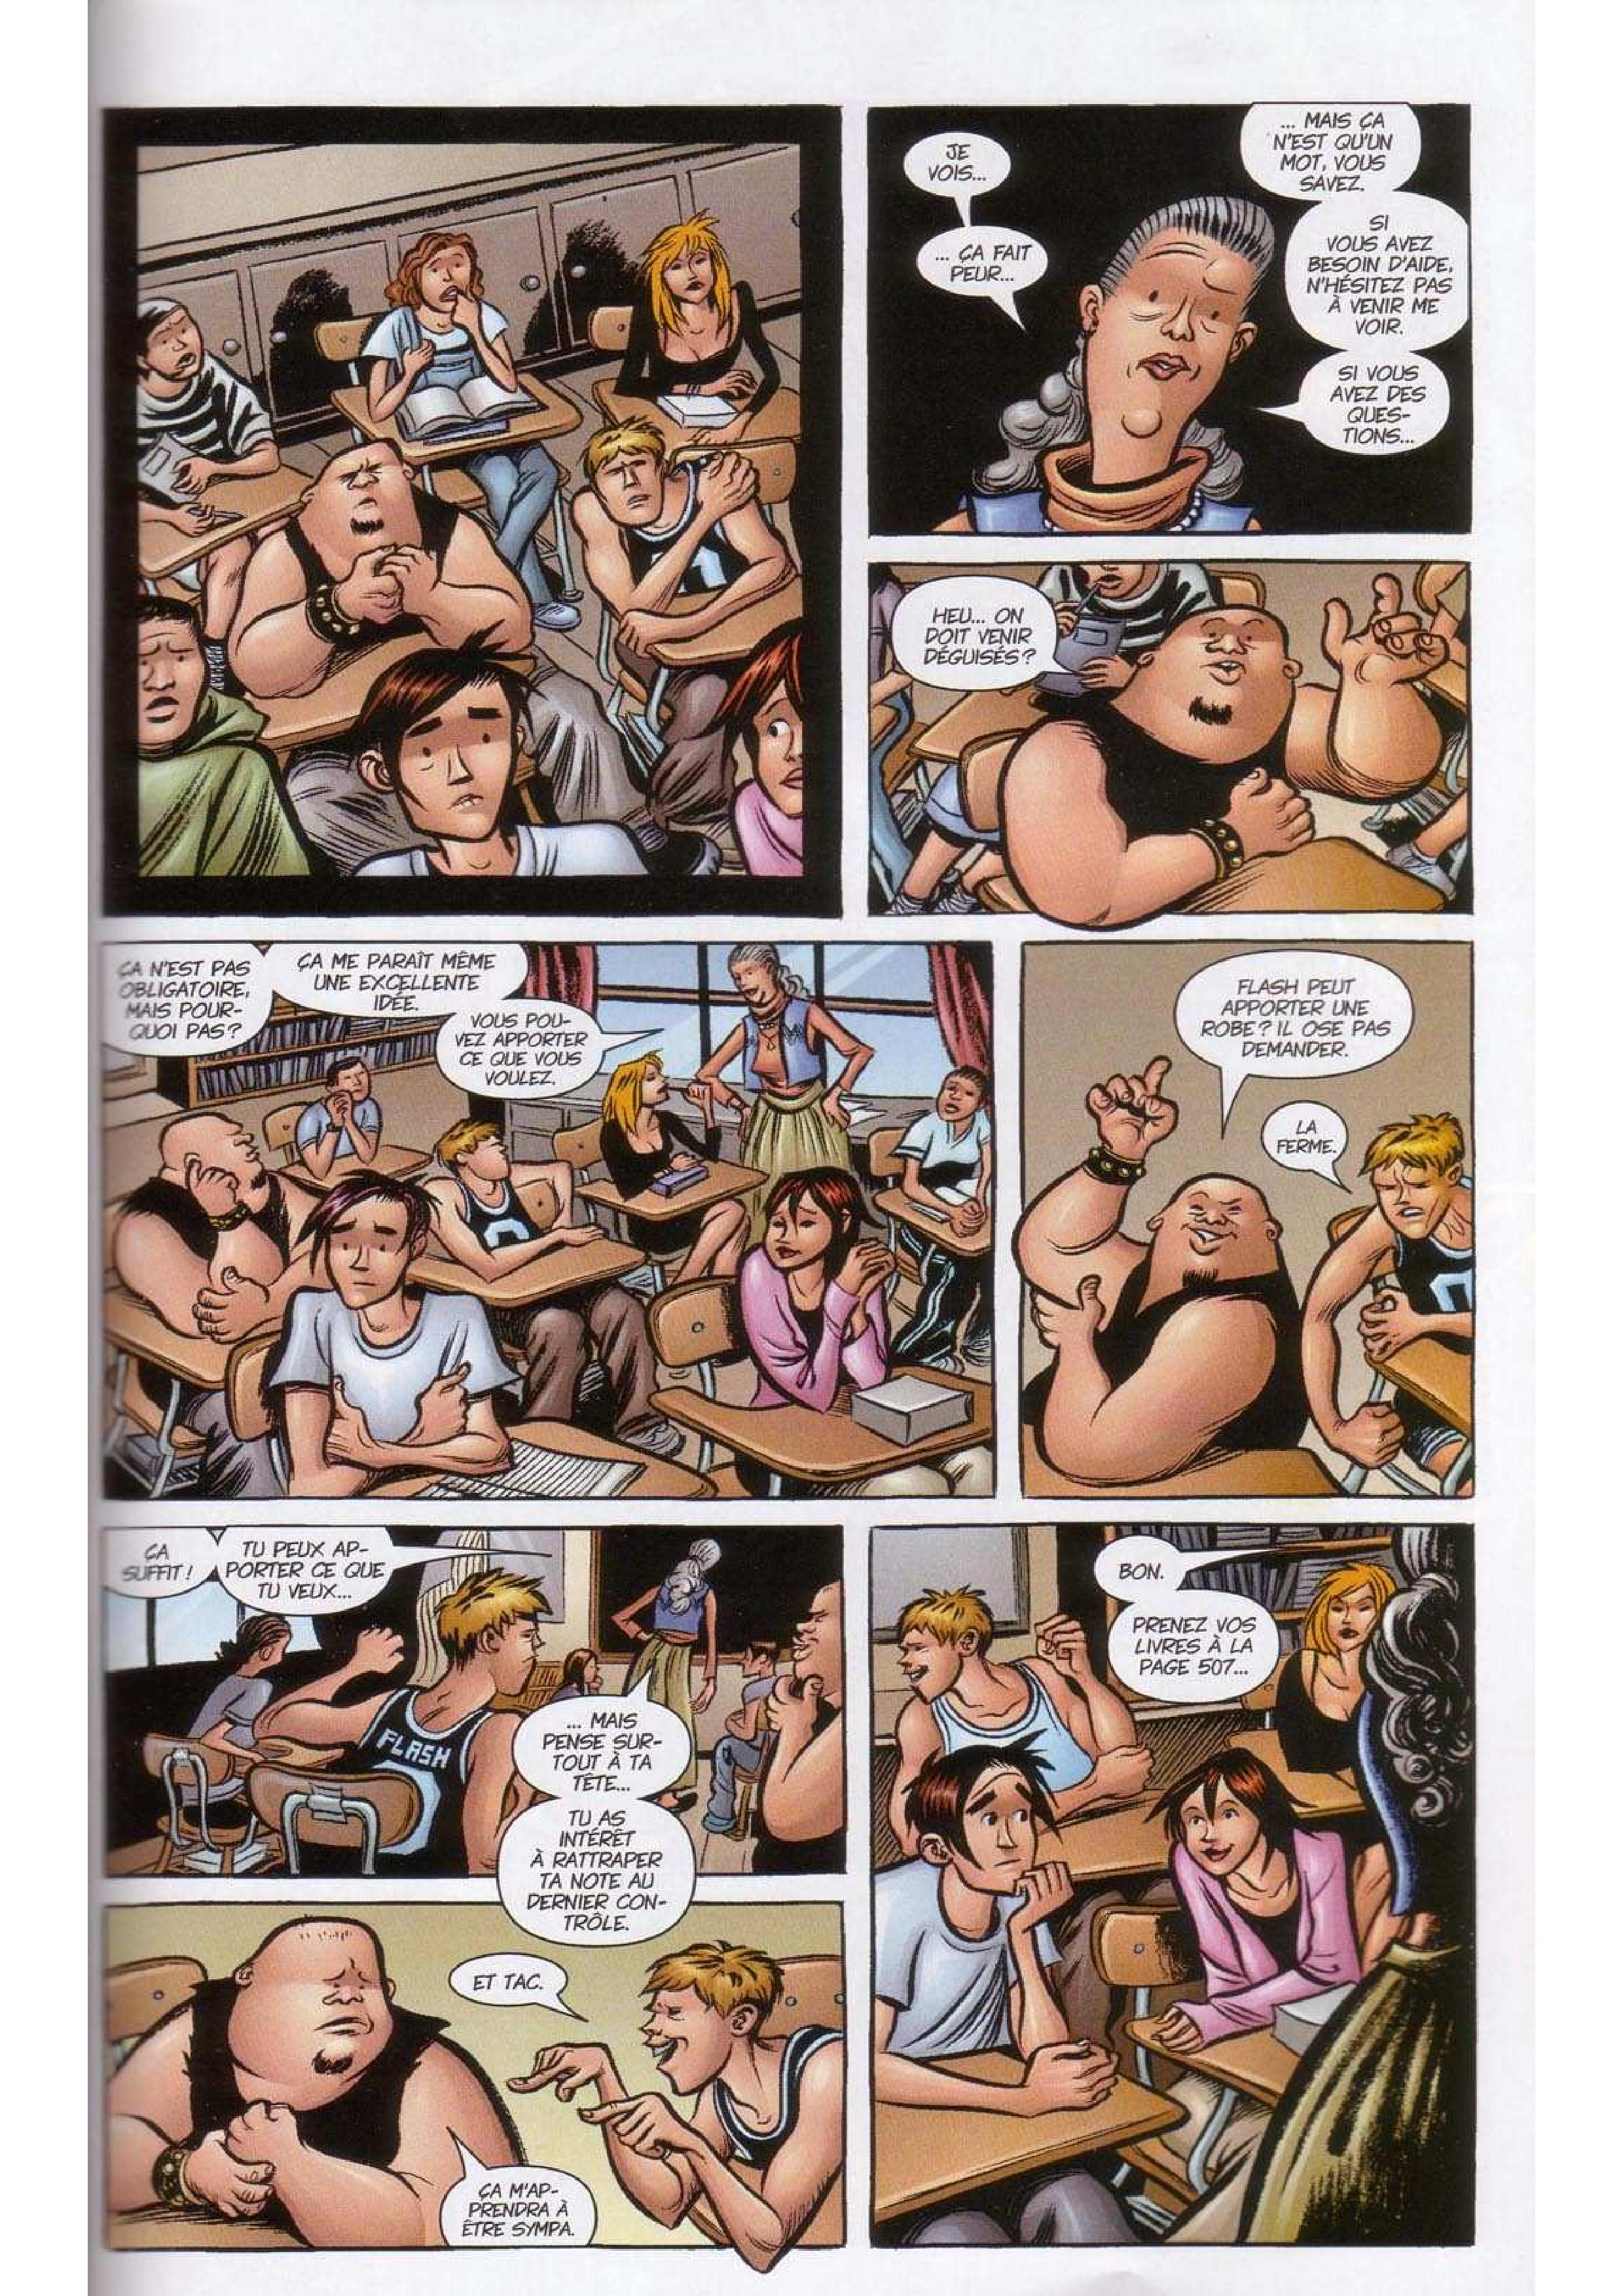 JE
VOIS...
... ÇA FAIT
PEUR...
... MAIS ÇA
N'EST QU'UN
MOT, VOUS
SAVEZ.
SI
VOUS AVEZ
BESOIN D'AIDE,
N'HÉSITEZ PAS
À VENIR ME
VOIR.
SI VOUS
AVEZ DES
QUES-
TIONS...
HEU... ON
DOIT VENIR
DÉGUISÉS ?
ÇA N'EST PAS
OBLIGATOIRE,
MAIS POUR-
QUOI PAS ?
ÇA ME PARAÎT MÊME
UNE EXCELLENTE
IDÉE.
VOUS POU-
VEZ APPORTER
CE QUE VOUS
VOULEZ.
FLASH PEUT
APPORTER UNE
ROBE ? IL OSE PAS
DEMANDER.
LA
FERME.
ÇA
SUFFIT !
TU PEUX AP-
PORTER CE QUE
TU VEUX...
FLASH
... MAIS
PENSE SUR-
TOUT À TA
TÊTE...
TU AS
INTÉRÊT
À RATTRAPER
TA NOTE AU
DERNIER CON-
TRÔLE.
ET TAC.
ÇA M'AP-
PRENDRA À
ÊTRE SYMPA.
BON.
PRENEZ VOS
LIVRES À LA
PAGE 507...